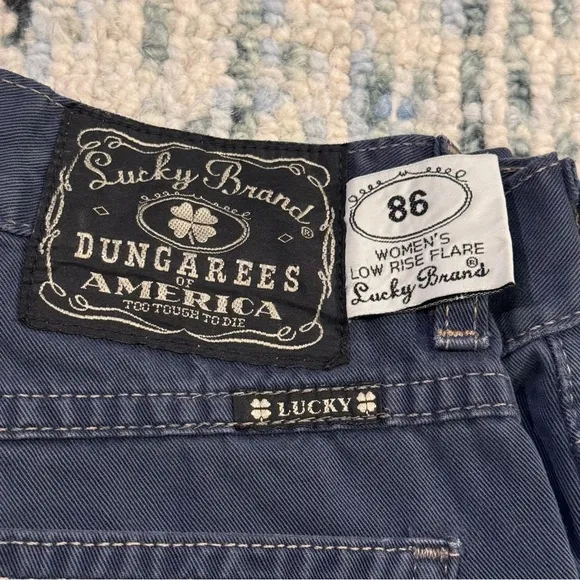 Lucky Brand®
DUNGAREES
OF
AMERICA
TOO TOUGH TO DIE
86
WOMEN'S
LOW RISE FLARE
Lucky Brand®
LUCKY